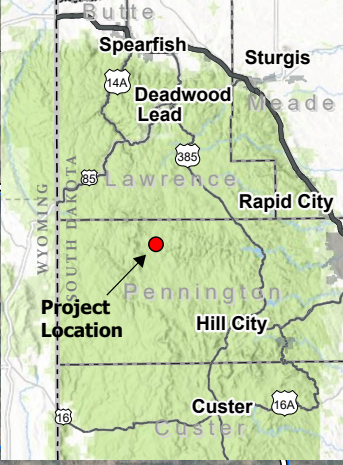 Butte
Spearfish
Sturgis
14A
Deadwood
Meade
Lead
385
85
Lawrence
Rapid City
WYOMING
SOUTH DAKOTA
Pennington
Project
Location
Hill City
Custer
16A
16
Custer